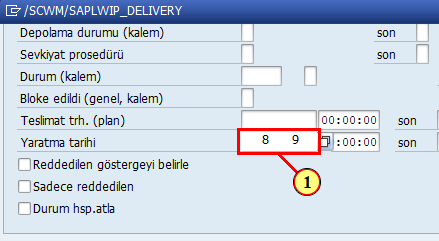 /SCWM/SAPLWIP_DELIVERY
Depolama durumu (kalem) son
Sevkiyat prosedürü son
Durum (kalem)
Bloke edildi (genel, kalem)
Teslimat trh. (plan) 00:00:00 son
Yaratma tarihi 8 9 :00:00 son
Reddedilen göstergeyi belirle
Sadece reddedilen
Durum hsp.atla
1